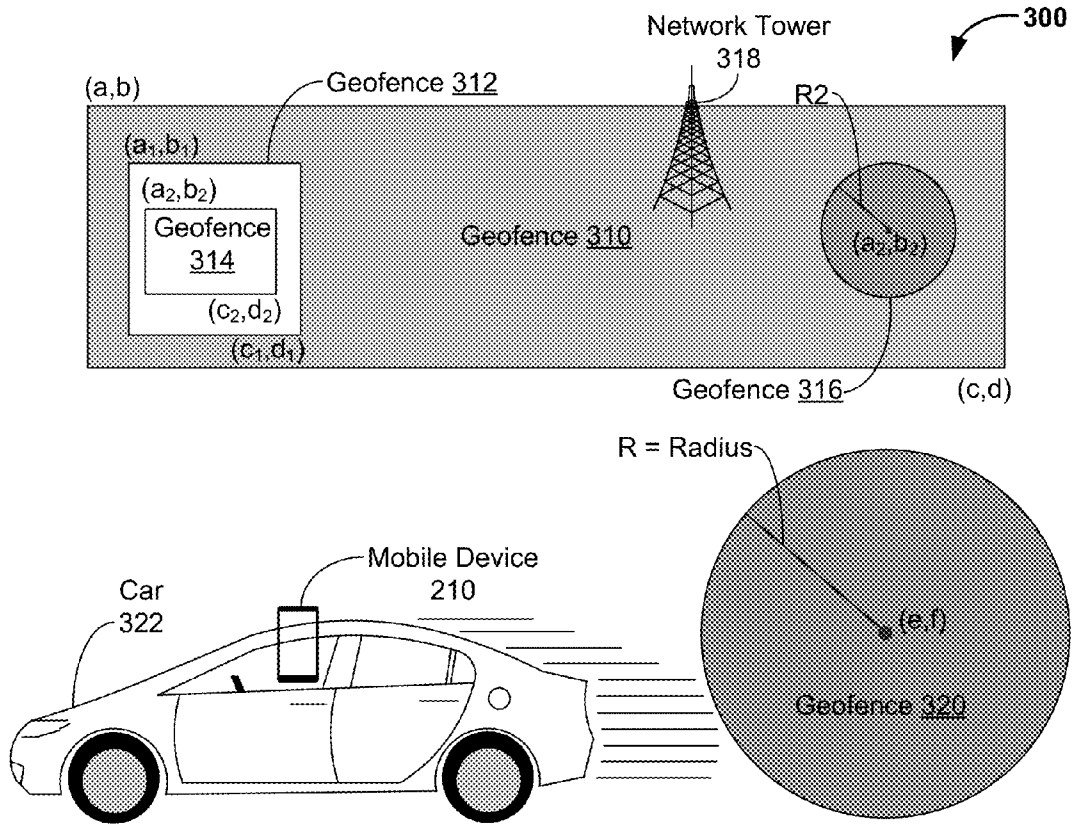 300
Network Tower
318
Geofence 312
(a,b)
R2
(a₁,b₁)
(a₂,b₂)
Geofence
314
Geofence 310
(a₂,b₂)
(c₂,d₂)
(c₁,d₁)
Geofence 316
(c,d)
R = Radius
Mobile Device
210
Car
322
(e,f)
Geofence 320